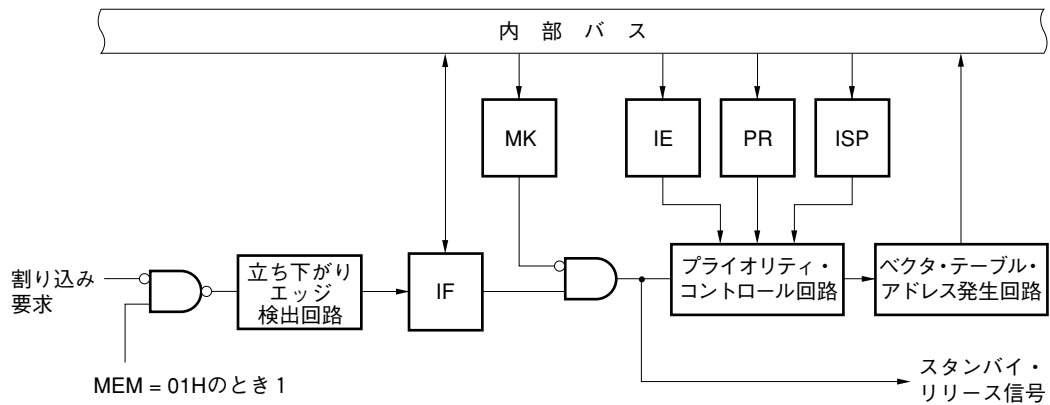 内部バス
MK
IE
PR
ISP
割り込み
要求
立ち下がり
エッジ
検出回路
IF
プライオリティ・
コントロール回路
ベクタ・テーブル・
アドレス発生回路
MEM = 01Hのとき1
スタンバイ・
リリース信号